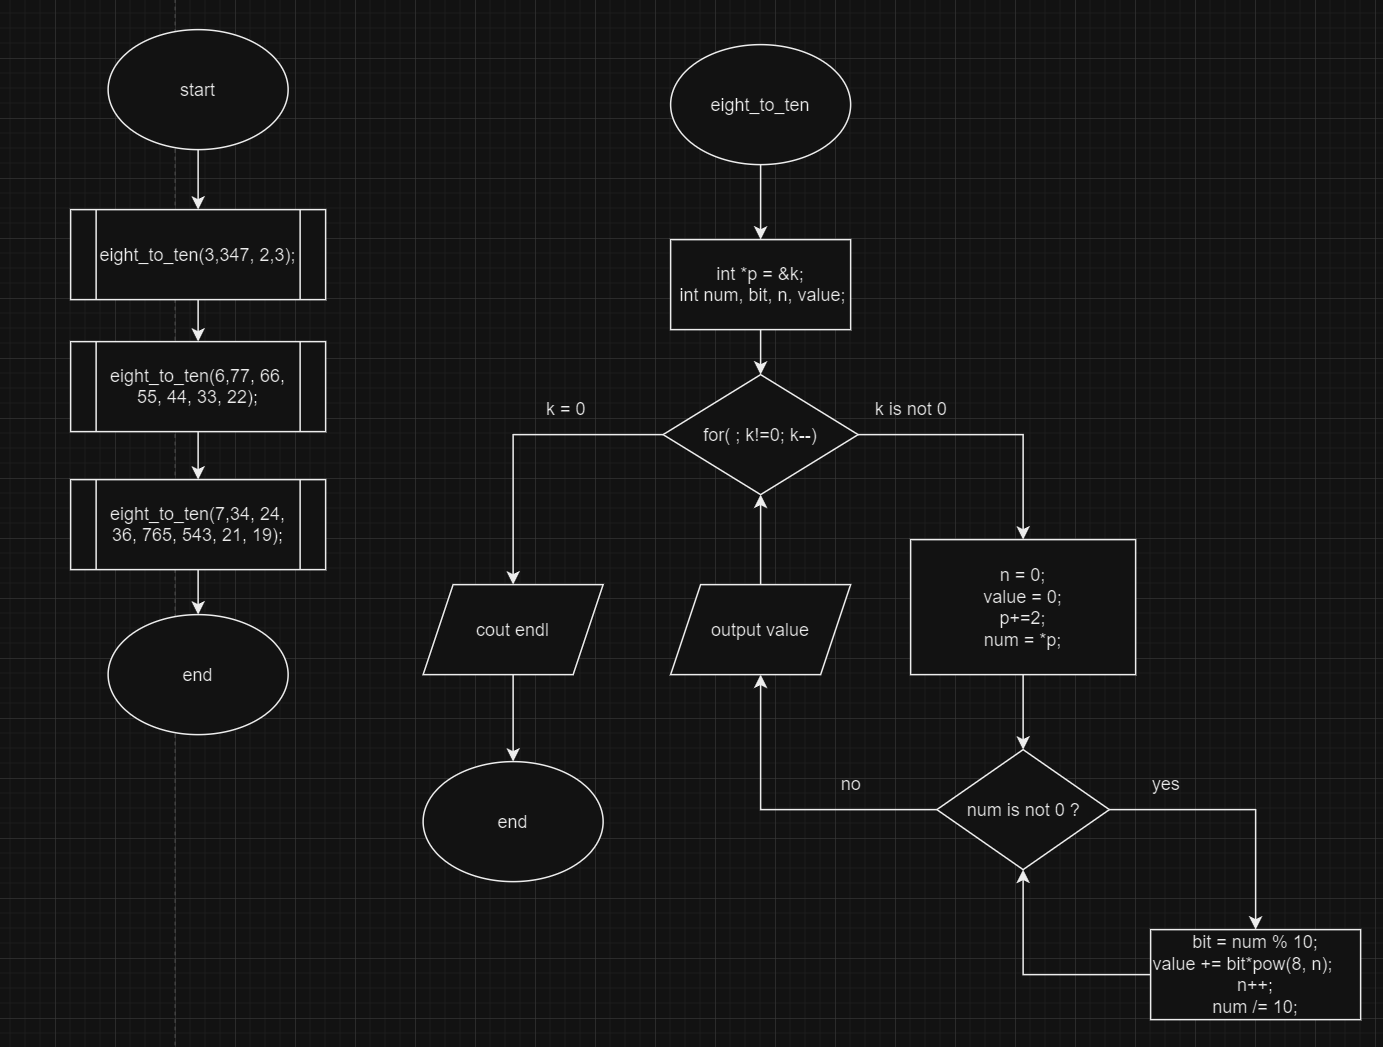 start
eight_to_ten(3,347, 2,3);
eight_to_ten(6,77, 66,
55, 44, 33, 22);
eight_to_ten(7,34, 24,
36, 765, 543, 21, 19);
end
eight_to_ten
int *p = &k;
int num, bit, n, value;
k = 0
for( ; k!=0; k--)
k is not 0
cout endl
end
output value
n = 0;
value = 0;
p+=2;
num = *p;
no
num is not 0 ?
yes
bit = num % 10;
value += bit*pow(8, n);
n++;
num /= 10;